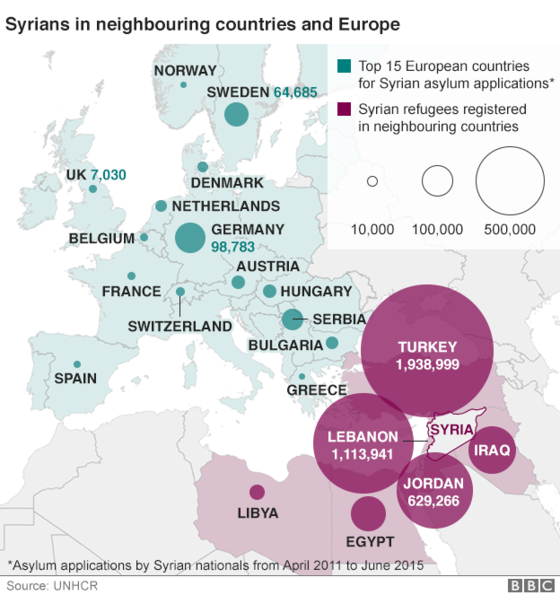 Syrians in neighbouring countries and Europe
Top 15 European countries
for Syrian asylum applications*
Syrian refugees registered
in neighbouring countries
10,000 100,000 500,000
NORWAY
SWEDEN 64,685
UK 7,030
DENMARK
NETHERLANDS
GERMANY
98,783
BELGIUM
AUSTRIA
FRANCE
HUNGARY
SWITZERLAND
SERBIA
BULGARIA
SPAIN
GREECE
TURKEY
1,938,999
SYRIA
LEBANON
1,113,941
IRAQ
JORDAN
629,266
LIBYA
EGYPT
*Asylum applications by Syrian nationals from April 2011 to June 2015
Source: UNHCR
BBC